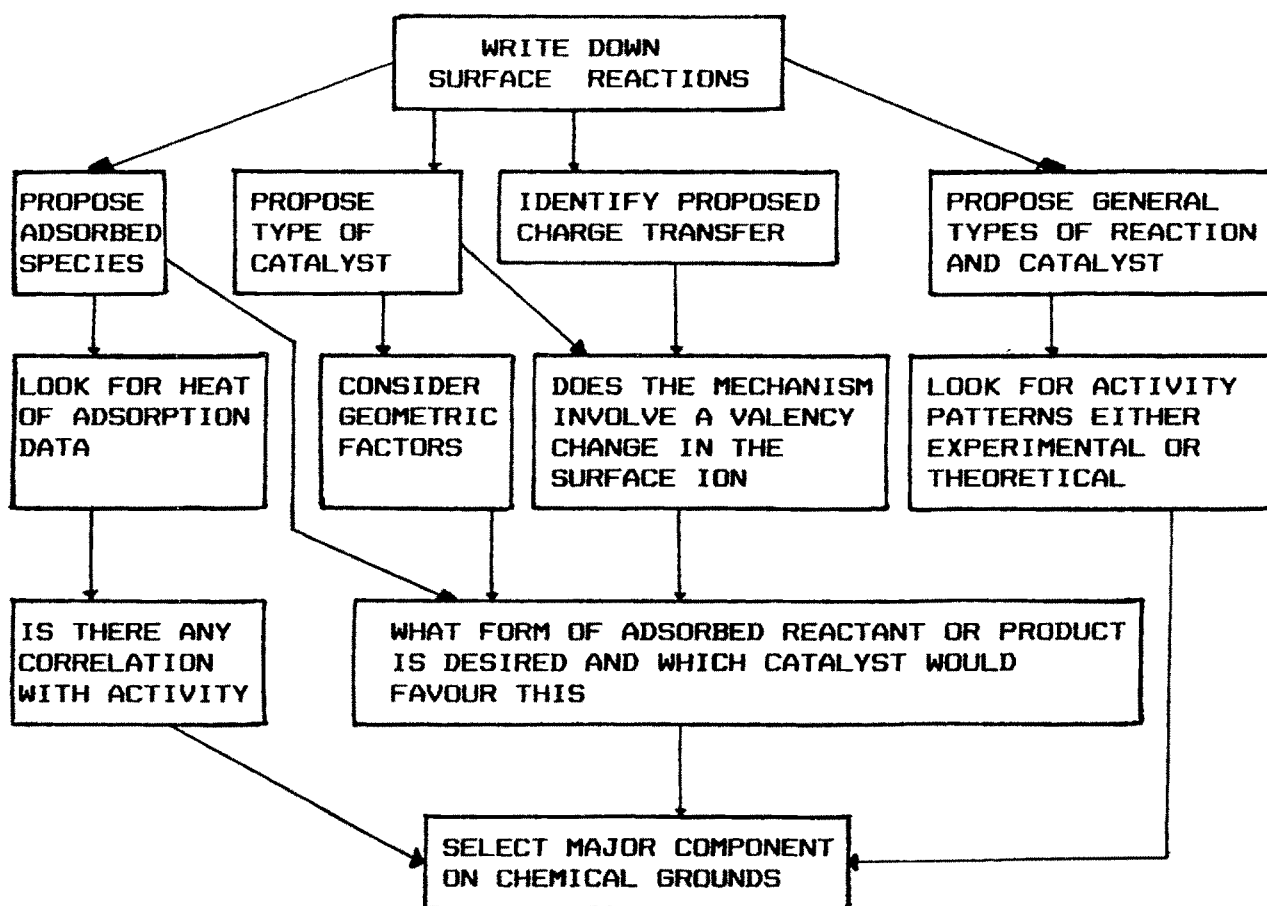 WRITE DOWN
SURFACE REACTIONS
PROPOSE
ADSORBED
SPECIES
PROPOSE
TYPE OF
CATALYST
IDENTIFY PROPOSED
CHARGE TRANSFER
PROPOSE GENERAL
TYPES OF REACTION
AND CATALYST
LOOK FOR HEAT
OF ADSORPTION
DATA
CONSIDER
GEOMETRIC
FACTORS
DOES THE MECHANISM
INVOLVE A VALENCY
CHANGE IN THE
SURFACE ION
LOOK FOR ACTIVITY
PATTERNS EITHER
EXPERIMENTAL OR
THEORETICAL
IS THERE ANY
CORRELATION
WITH ACTIVITY
WHAT FORM OF ADSORBED REACTANT OR PRODUCT
IS DESIRED AND WHICH CATALYST WOULD
FAVOUR THIS
SELECT MAJOR COMPONENT
ON CHEMICAL GROUNDS